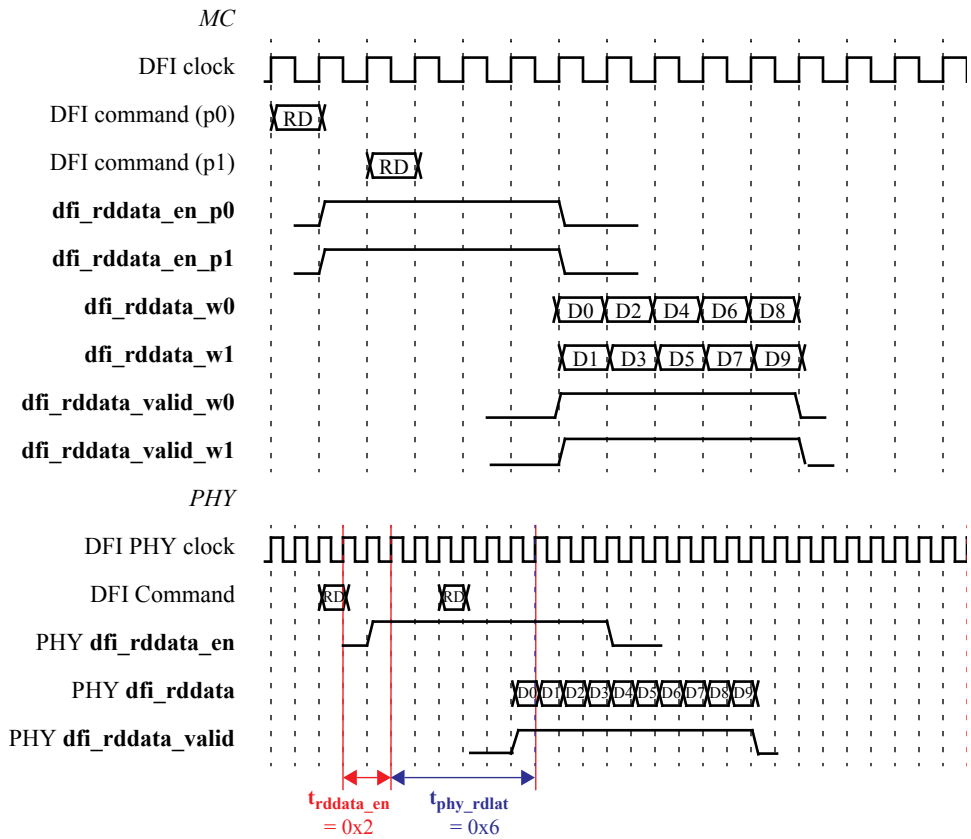 MC
DFI clock
DFI command (p0)
RD
DFI command (p1)
RD
dfi_rddata_en_p0
dfi_rddata_en_p1
dfi_rddata_w0
D0 D2 D4 D6 D8
dfi_rddata_w1
D1 D3 D5 D7 D9
dfi_rddata_valid_w0
dfi_rddata_valid_w1
PHY
DFI PHY clock
DFI Command
RD RD
PHY dfi_rddata_en
PHY dfi_rddata
D0 D1 D2 D3 D4 D5 D6 D7 D8 D9
PHY dfi_rddata_valid
trddata_en tphy_rdlat
= 0x2 = 0x6